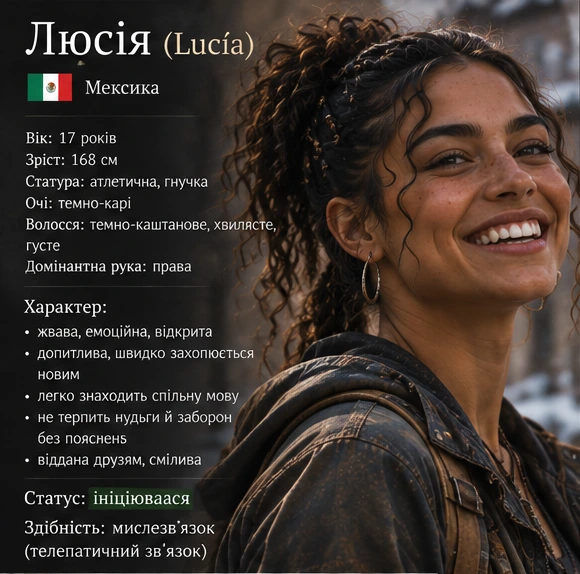 Люсія (Lucía)
Мексика
Вік: 17 років
Зріст: 168 см
Статура: атлетична, гнучка
Очі: темно-карі
Волосся: темно-каштанове, хвилясте,
густе
Домінантна рука: права
Характер:
• жвава, емоційна, відкрита
• допитлива, швидко захопюється
новим
• легко знаходить спільну мову
• не терпить нудьги й заборон
без пояснень
• віддана друзям, смілива
Статус: ініціюваася
Здібність: мислезв'язок
(телепатичний зв'язок)